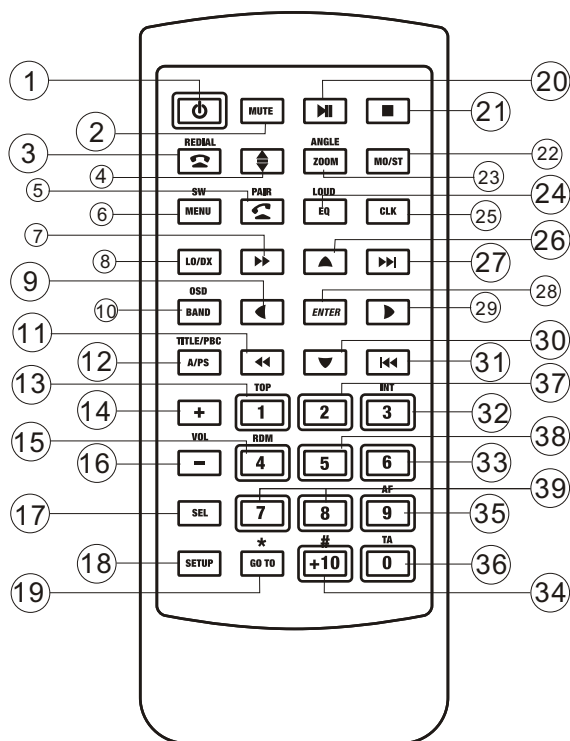 1 MUTE 20
2 21
REDIAL ANGLE
3 ZOOM MO/ST 22
4 23
5 SW PAIR LOUD 24
6 MENU EQ CLK 25
7 26
8 LO/DX 27
9 OSD 28
10 BAND ENTER 29
11 TITLE/PBC 30
12 A/PS 31
13 TOP INT 37
14 + 1 2 3 32
15 VOL RDM 38
16 - 4 5 6 33
AF 39
17 SEL 7 8 9 35
* # TA
18 SETUP GO TO +10 0 36
19 34